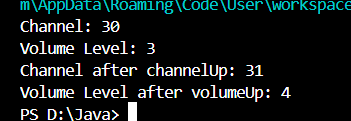 m\AppData\Roaming\Code\User\workspace
Channel: 30
Volume Level: 3
Channel after channelUp: 31
Volume Level after volumeUp: 4
PS D:\Java>